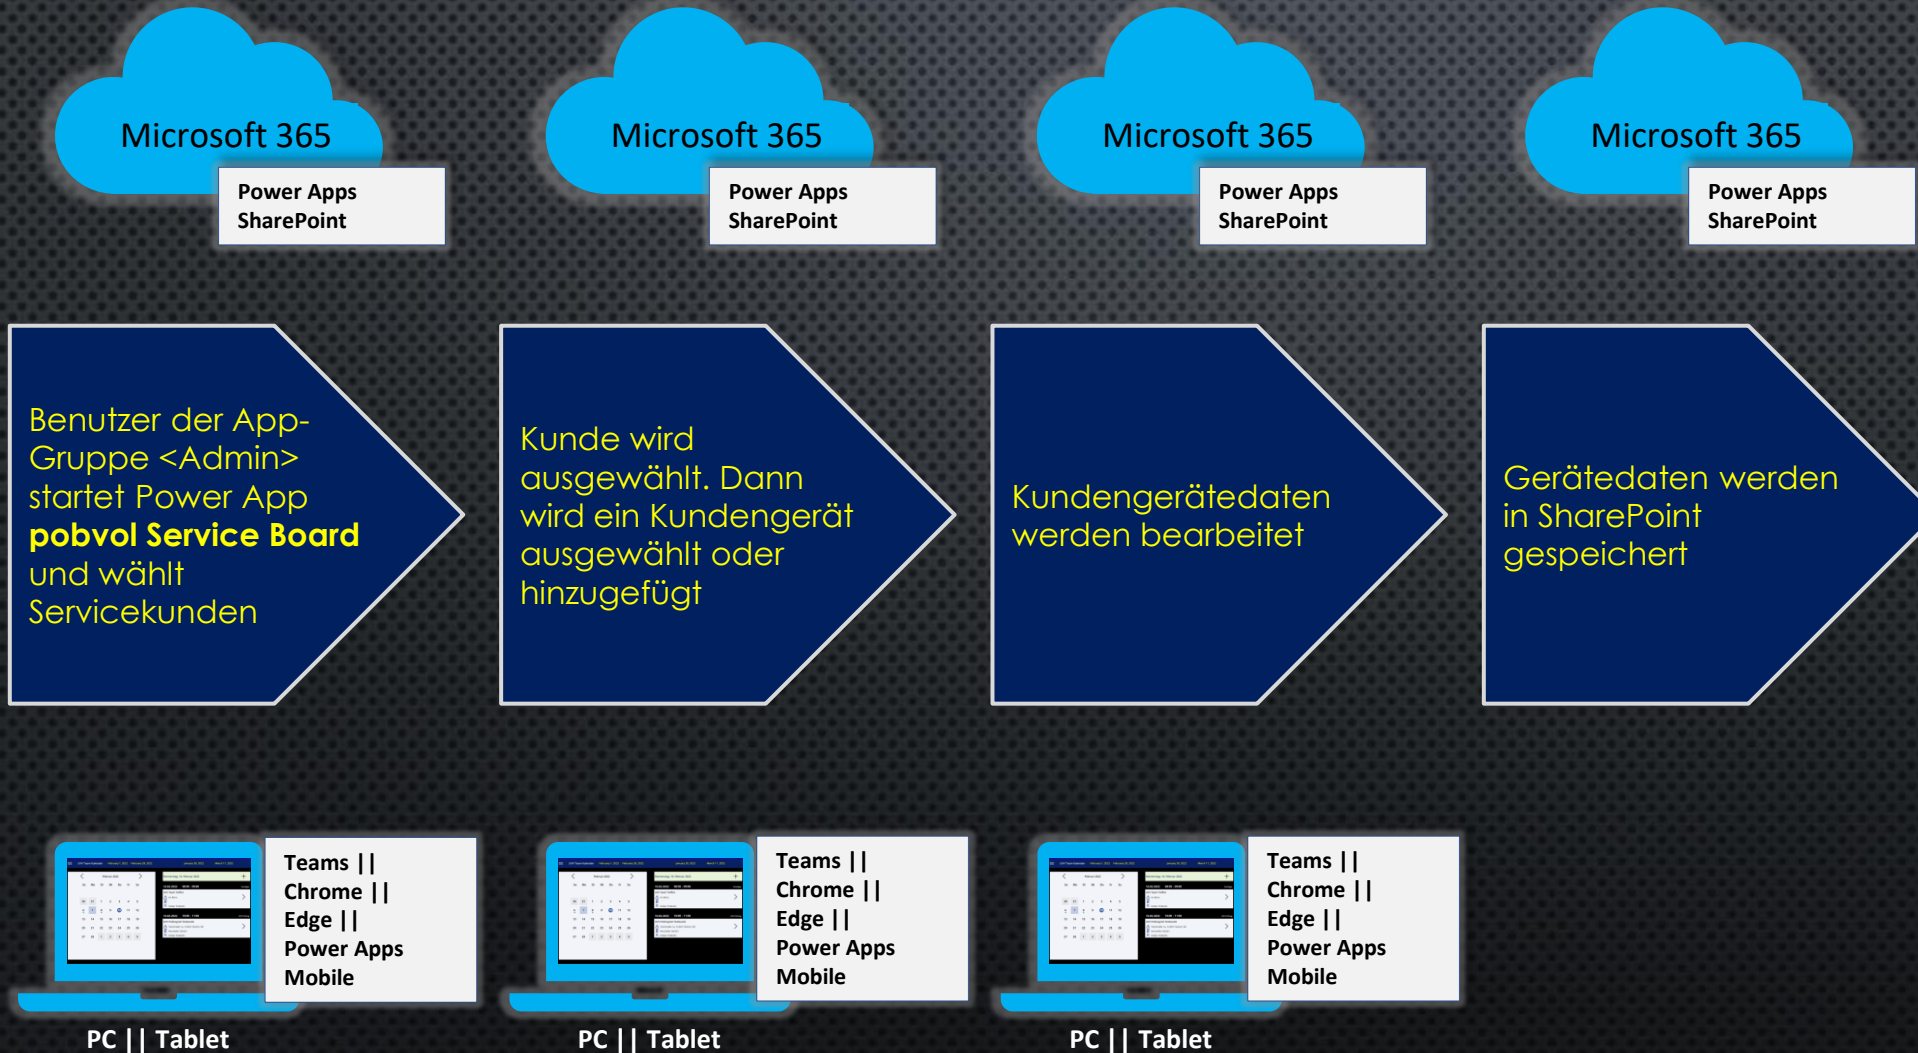 Microsoft 365
Power Apps
SharePoint
Microsoft 365
Power Apps
SharePoint
Microsoft 365
Power Apps
SharePoint
Microsoft 365
Power Apps
SharePoint
Benutzer der App-
Gruppe <Admin>
startet Power App
pobvol Service Board
und wählt
Servicekunden
Kunde wird
ausgewählt. Dann
wird ein Kundengerät
ausgewählt oder
hinzugefügt
Kundengerätedaten
werden bearbeitet
Gerätedaten werden
in SharePoint
gespeichert
Teams ||
Chrome ||
Edge ||
Power Apps
Mobile
PC || Tablet
Teams ||
Chrome ||
Edge ||
Power Apps
Mobile
PC || Tablet
Teams ||
Chrome ||
Edge ||
Power Apps
Mobile
PC || Tablet